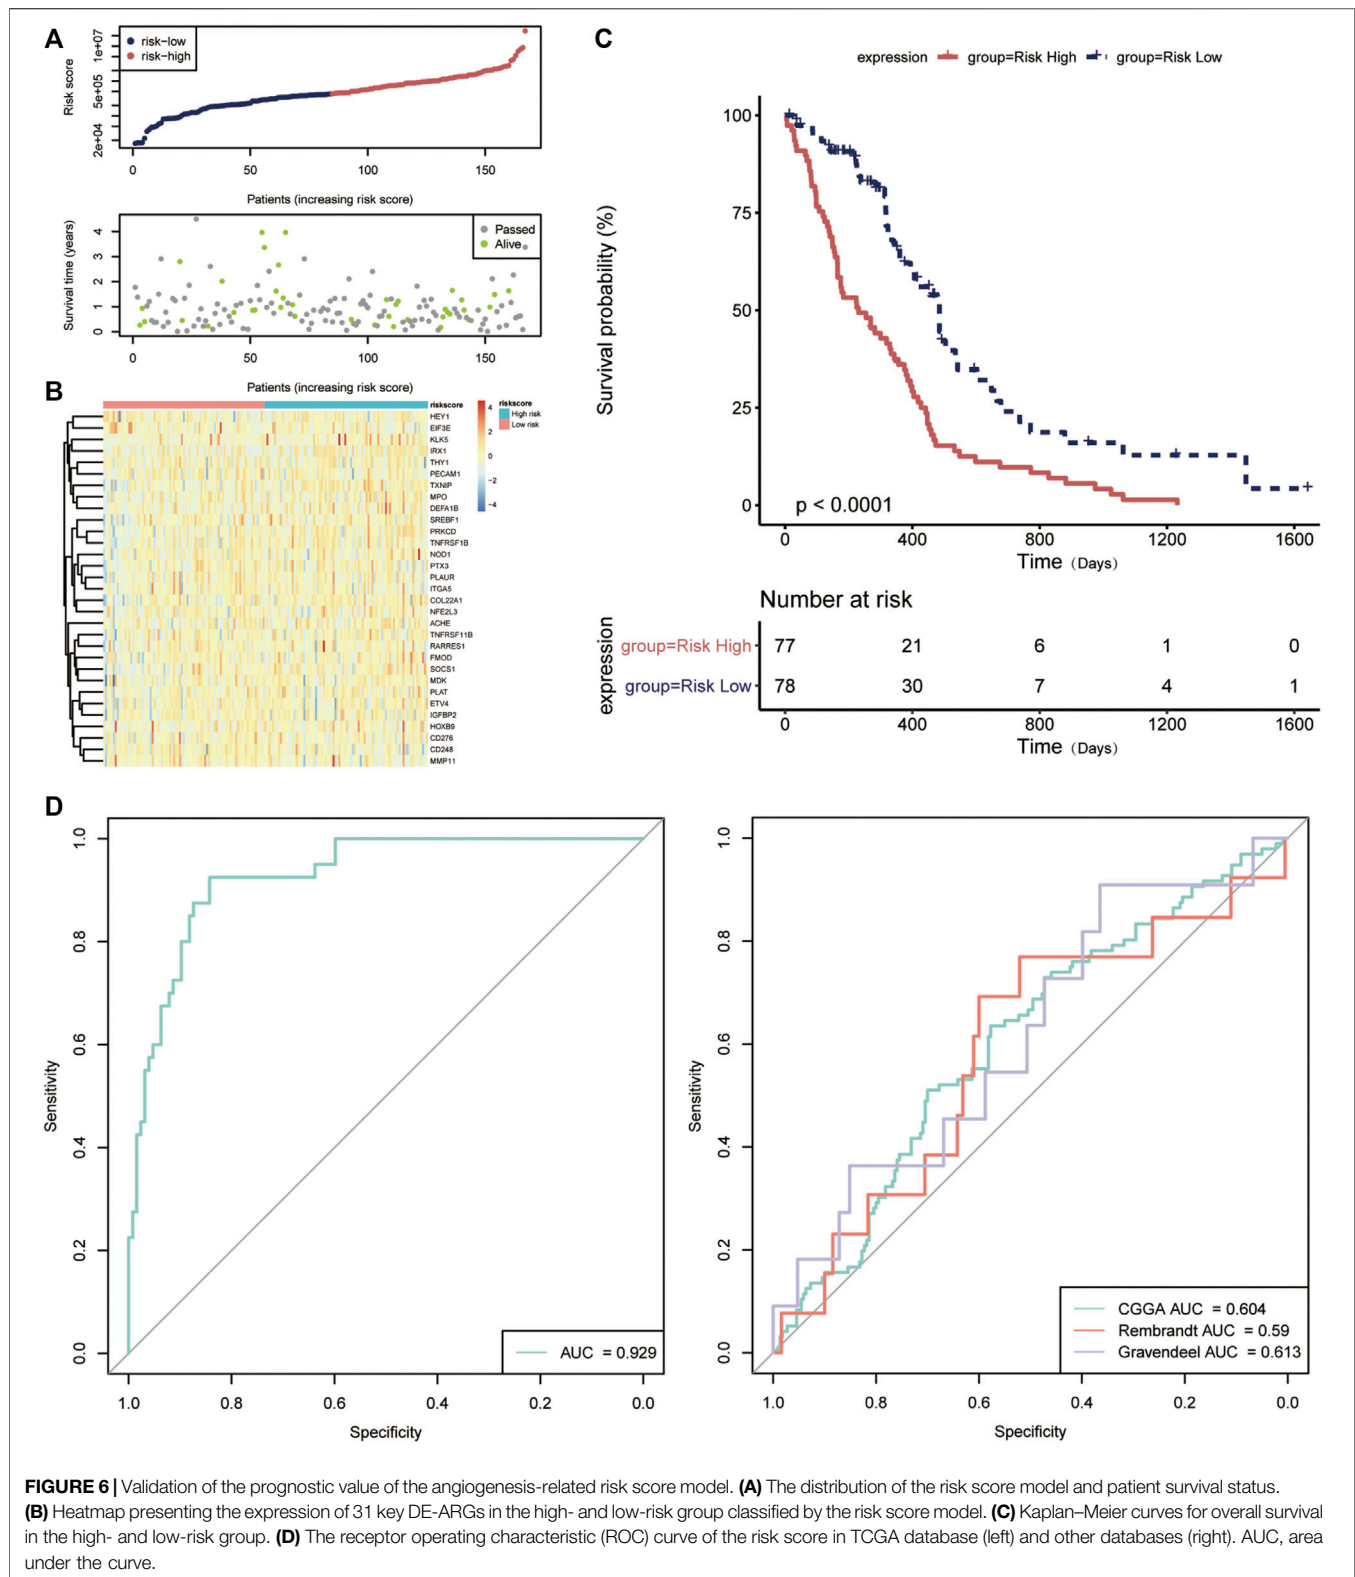 A
risk-low
risk-high
Risk score
1e+07
5e+05
2e+04
0 50 100 150
Patients (increasing risk score)
Passed
Alive
Survival time (years)
4
3
2
1
0
0 50 100 150
Patients (increasing risk score)
B
riskscore
HEY1
EIF3E
KLK5
IRX1
THY1
PECAM1
TXNIP
MPO
DEFA1B
SREBF1
PRKCD
TNFRSF1B
NOD1
PTX3
PLAUR
ITGA5
COL22A1
NFE2L3
ACHE
TNFRSF11B
RARRES1
FMOD
SOCS1
MDK
PLAT
ETV4
IGFBP2
HOXB9
CD276
CD248
MMP11
4
2
0
−2
−4
riskscore
High risk
Low risk
C
expression group=Risk High group=Risk Low
Survival probability (%)
100
75
50
25
0
p < 0.0001
0 400 800 1200 1600
Time (Days)
Number at risk
expression
group=Risk High 77 21 6 1 0
group=Risk Low 78 30 7 4 1
0 400 800 1200 1600
Time (Days)
D
Sensitivity
1.0
0.8
0.6
0.4
0.2
0.0
AUC = 0.929
1.0 0.8 0.6 0.4 0.2 0.0
Specificity
Sensitivity
1.0
0.8
0.6
0.4
0.2
0.0
CGGA AUC = 0.604
Rembrandt AUC = 0.59
Gravendeel AUC = 0.613
1.0 0.8 0.6 0.4 0.2 0.0
Specificity
FIGURE 6 | Validation of the prognostic value of the angiogenesis-related risk score model. (A) The distribution of the risk score model and patient survival status.
(B) Heatmap presenting the expression of 31 key DE-ARGs in the high- and low-risk group classified by the risk score model. (C) Kaplan–Meier curves for overall survival
in the high- and low-risk group. (D) The receptor operating characteristic (ROC) curve of the risk score in TCGA database (left) and other databases (right). AUC, area
under the curve.